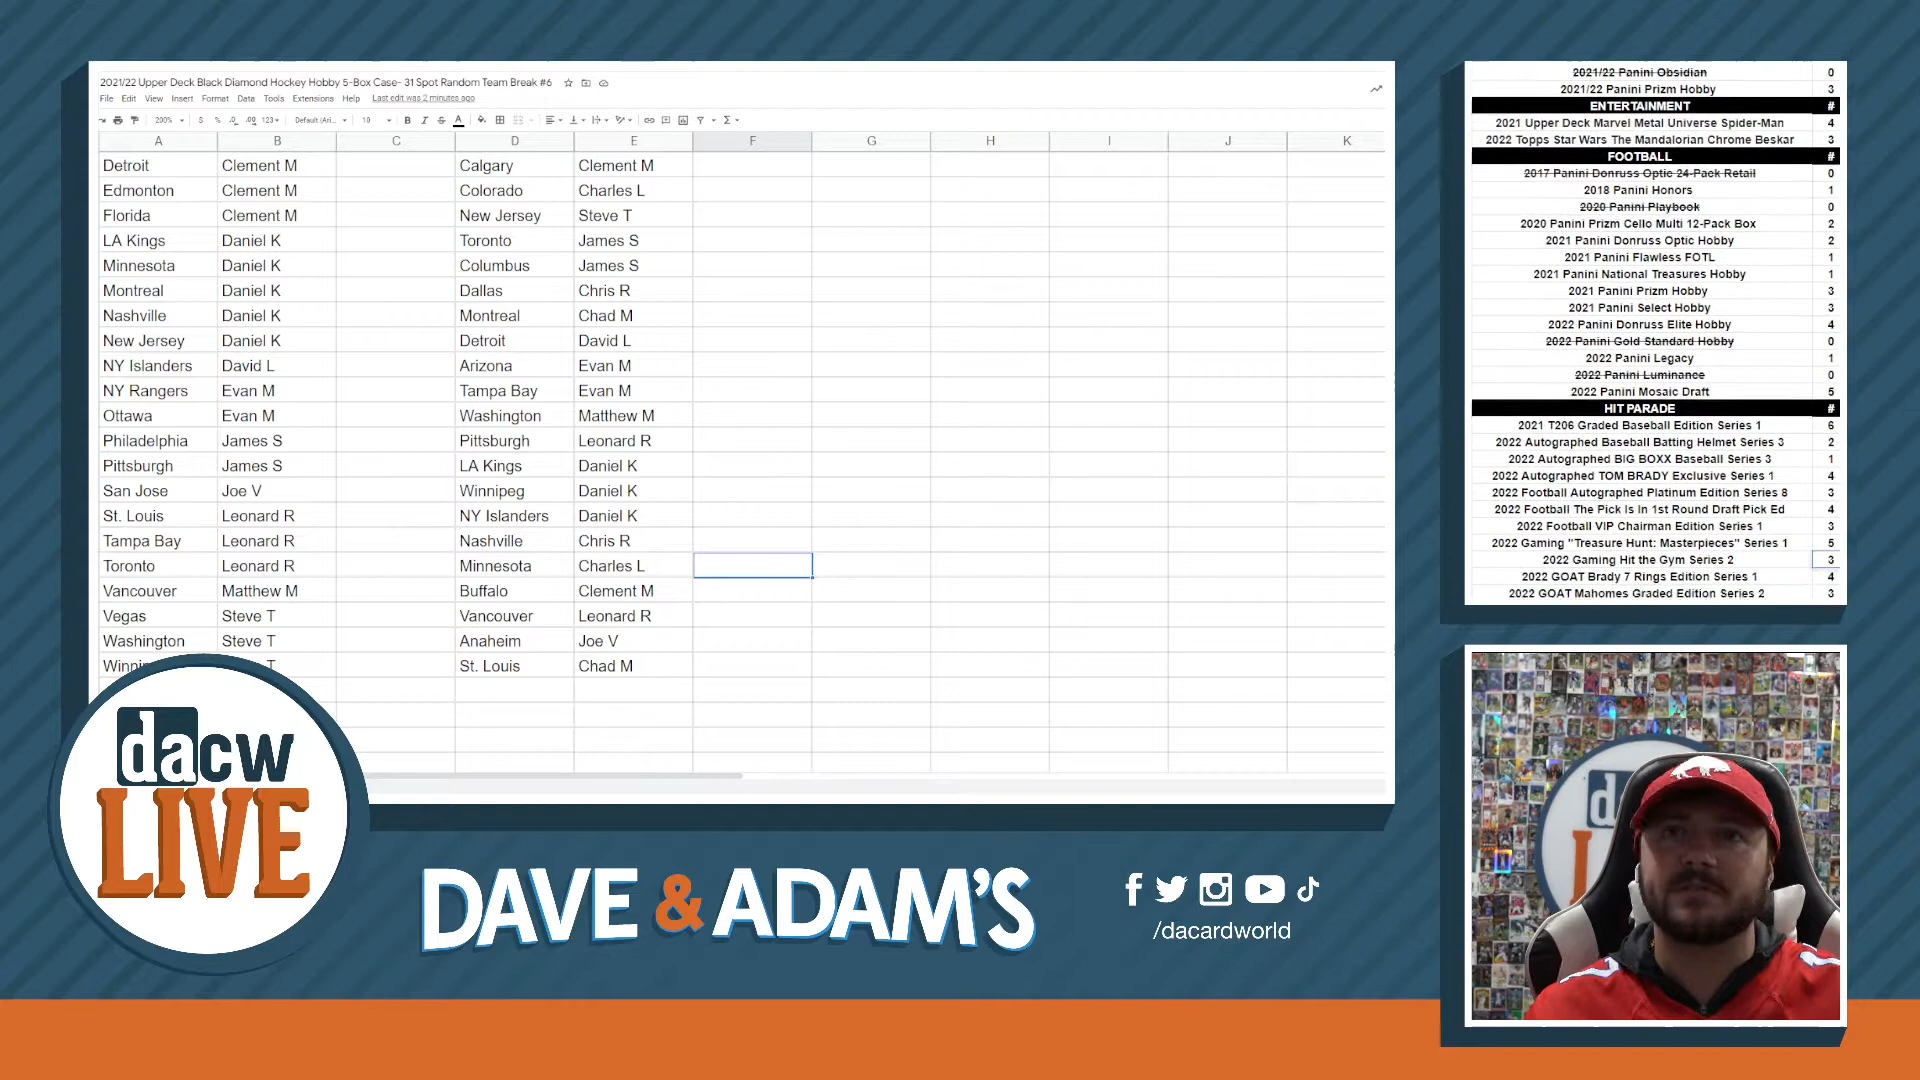 2021/22 Upper Deck Black Diamond Hockey Hobby 5-Box Case- 31 Spot Random Team Break #6
File Edit View Insert Format Data Tools Extensions Help Last edit was 2 minutes ago
200% $ % .0 .00 123 Default (Ari... 10 B I S A
A B C D E F G H I J K
Detroit Clement M Calgary Clement M
Edmonton Clement M Colorado Charles L
Florida Clement M New Jersey Steve T
LA Kings Daniel K Toronto James S
Minnesota Daniel K Columbus James S
Montreal Daniel K Dallas Chris R
Nashville Daniel K Montreal Chad M
New Jersey Daniel K Detroit David L
NY Islanders David L Arizona Evan M
NY Rangers Evan M Tampa Bay Evan M
Ottawa Evan M Washington Matthew M
Philadelphia James S Pittsburgh Leonard R
Pittsburgh James S LA Kings Daniel K
San Jose Joe V Winnipeg Daniel K
St. Louis Leonard R NY Islanders Daniel K
Tampa Bay Leonard R Nashville Chris R
Toronto Leonard R Minnesota Charles L
Vancouver Matthew M Buffalo Clement M
Vegas Steve T Vancouver Leonard R
Washington Steve T Anaheim Joe V
T St. Louis Chad M
2021/22 Panini Obsidian 0
2021/22 Panini Prizm Hobby 3
ENTERTAINMENT #
2021 Upper Deck Marvel Metal Universe Spider-Man 4
2022 Topps Star Wars The Mandalorian Chrome Beskar 3
FOOTBALL #
2017 Panini Donruss Optic 24-Pack Retail 0
2018 Panini Honors 1
2020 Panini Playbook 0
2020 Panini Prizm Cello Multi 12-Pack Box 2
2021 Panini Donruss Optic Hobby 2
2021 Panini Flawless FOTL 1
2021 Panini National Treasures Hobby 1
2021 Panini Prizm Hobby 3
2021 Panini Select Hobby 3
2022 Panini Donruss Elite Hobby 4
2022 Panini Gold Standard Hobby 0
2022 Panini Legacy 1
2022 Panini Luminance 0
2022 Panini Mosaic Draft 5
HIT PARADE #
2021 T206 Graded Baseball Edition Series 1 6
2022 Autographed Baseball Batting Helmet Series 3 2
2022 Autographed BIG BOXX Baseball Series 3 1
2022 Autographed TOM BRADY Exclusive Series 1 4
2022 Football Autographed Platinum Edition Series 8 3
2022 Football The Pick Is In 1st Round Draft Pick Ed 4
2022 Football VIP Chairman Edition Series 1 3
2022 Gaming "Treasure Hunt: Masterpieces" Series 1 5
2022 Gaming Hit the Gym Series 2 3
2022 GOAT Brady 7 Rings Edition Series 1 4
2022 GOAT Mahomes Graded Edition Series 2 3
dacw
LIVE
DAVE & ADAM'S
/dacardworld